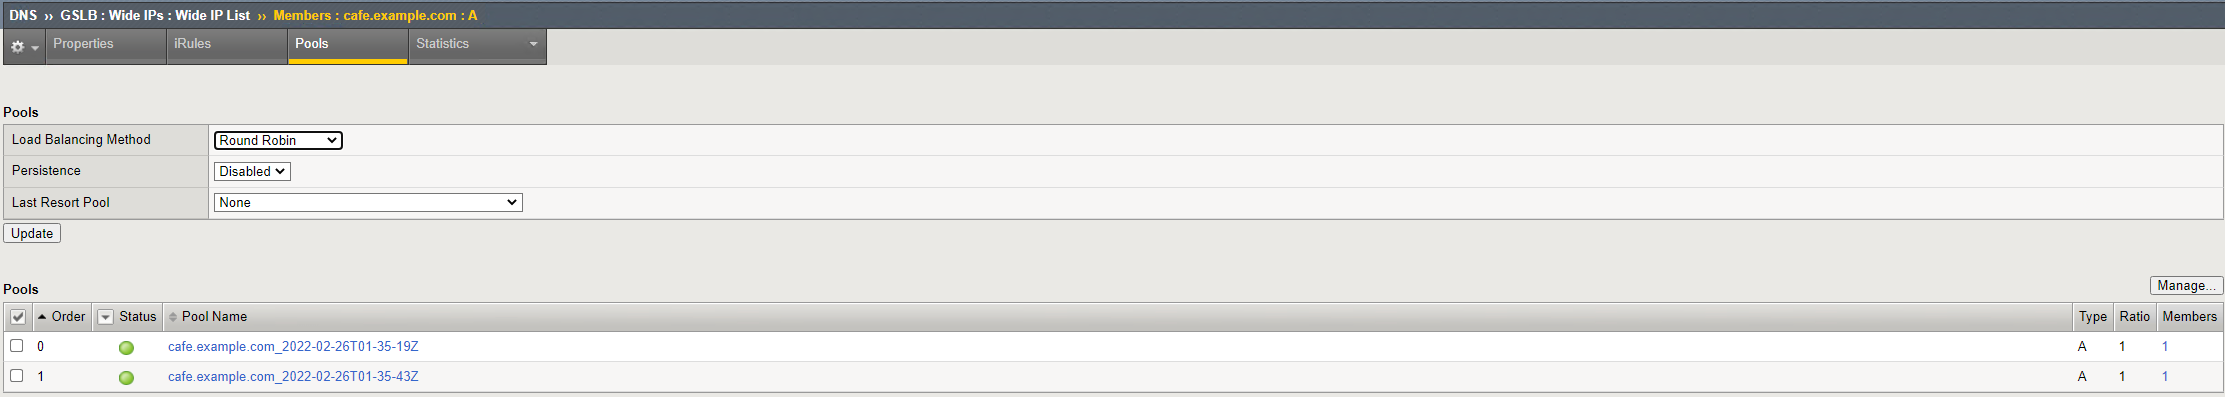 DNS ›› GSLB : Wide IPs : Wide IP List ›› Members : cafe.example.com : A
Properties iRules Pools Statistics
Pools
Load Balancing Method Round Robin
Persistence Disabled
Last Resort Pool None
Update
Pools Manage...
Order Status Pool Name Type Ratio Members
0 cafe.example.com_2022-02-26T01-35-19Z A 1 1
1 cafe.example.com_2022-02-26T01-35-43Z A 1 1